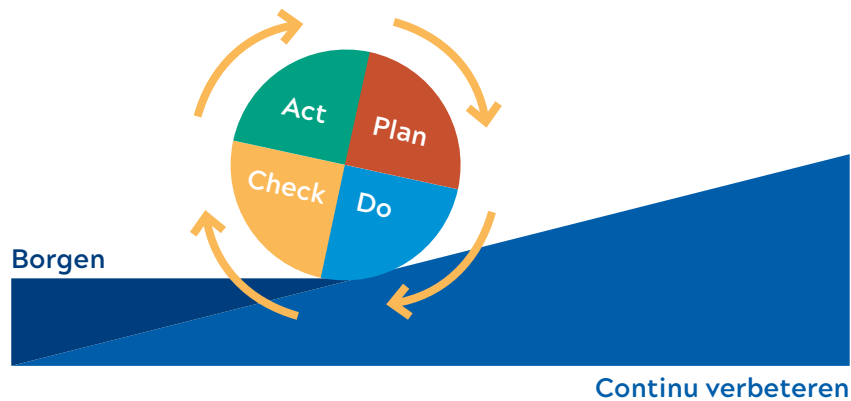 Act
Plan
Check
Do
Borgen
Continu verbeteren